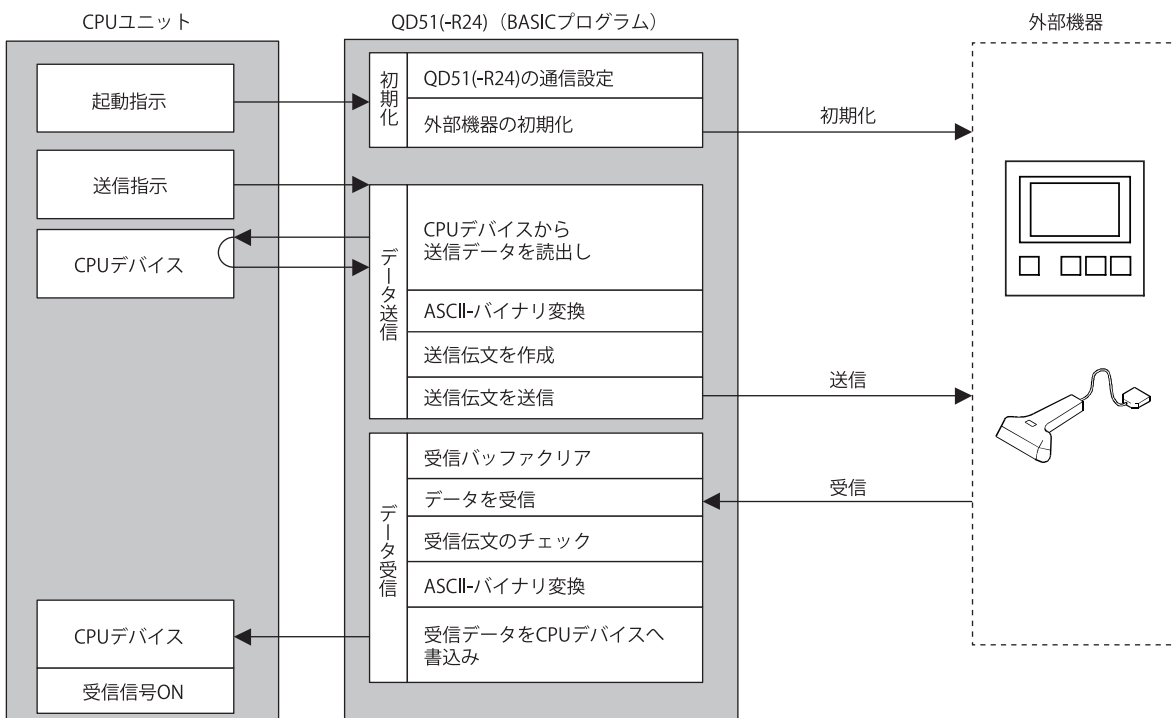 CPUユニット
QD51(-R24)（BASICプログラム）
外部機器
起動指示
送信指示
CPUデバイス
CPUデバイス
受信信号ON
初期化
QD51(-R24)の通信設定
外部機器の初期化
データ送信
CPUデバイスから
送信データを読出し
ASCII-バイナリ変換
送信伝文を作成
送信伝文を送信
データ受信
受信バッファクリア
データを受信
受信伝文のチェック
ASCII-バイナリ変換
受信データをCPUデバイスへ
書込み
初期化
送信
受信